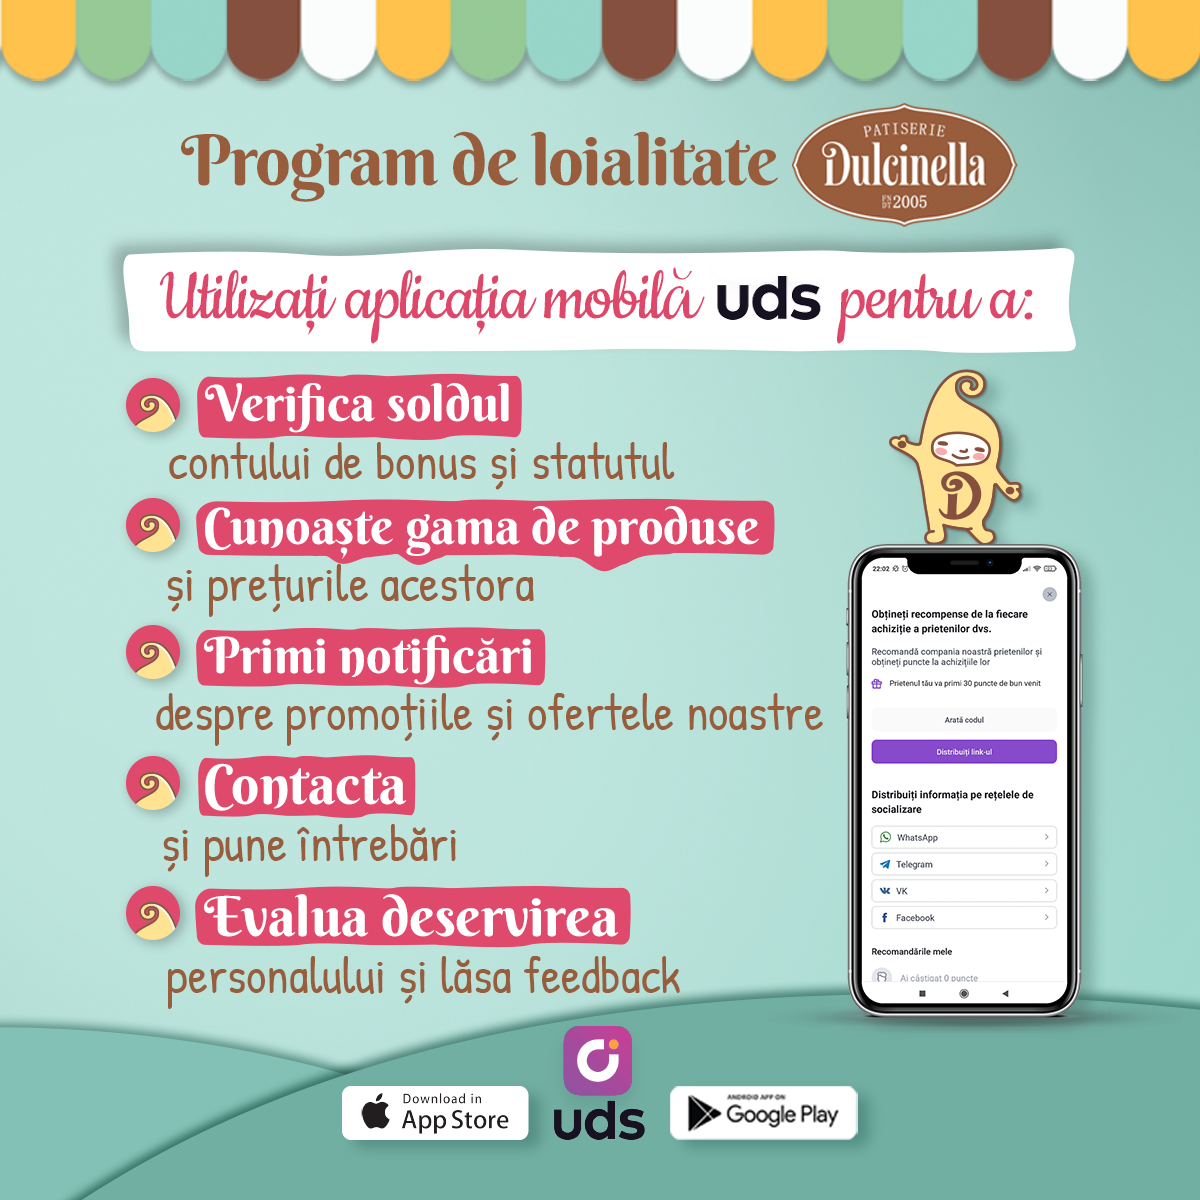 Program de loialitate
PATISERIE
Dulcinella
FN DT 2005
Utilizați aplicația mobilă uds pentru a:
Verifica soldul
contului de bonus și statutul
Cunoaște gama de produse
și prețurile acestora
Primi notificări
despre promoțiile și ofertele noastre
Contacta
și pune întrebări
Evalua deservirea
personalului și lăsa feedback
D
22:02
Obțineți recompense de la fiecare
achiziție a prietenilor dvs.
Recomandă compania noastră prietenilor și
obțineți puncte la achizițiile lor
Prietenul tău va primi 30 puncte de bun venit
Arată codul
Distribuiți link-ul
Distribuiți informația pe rețelele de
socializare
WhatsApp
Telegram
VK
Facebook
Recomandările mele
Ai câștigat 0 puncte
Download in
App Store
uds
ANDROID APP ON
Google Play